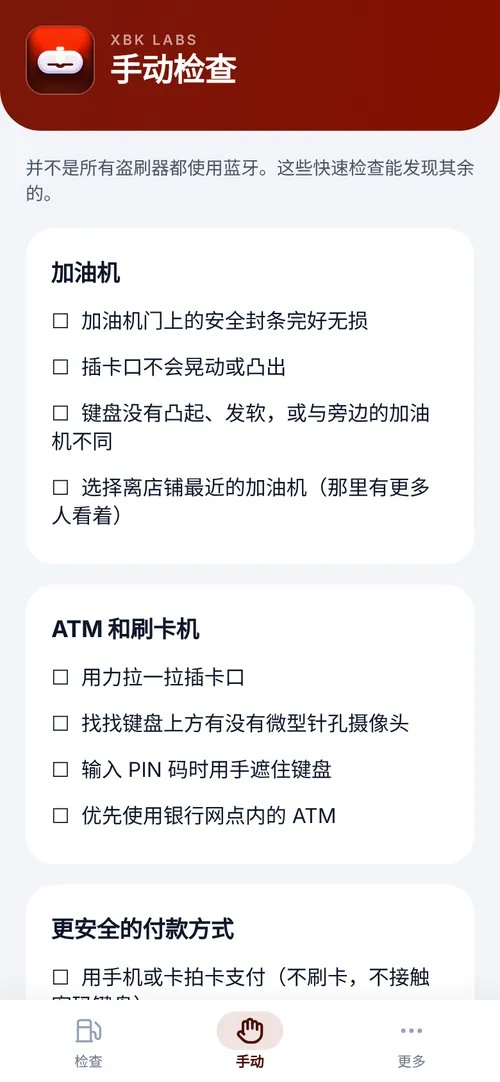 XBK LABS
手动检查
并不是所有盗刷器都使用蓝牙。这些快速检查能发现其余
的。
加油机
☐ 加油机门上的安全封条完好无损
☐ 插卡口不会晃动或凸出
☐ 键盘没有凸起、发软，或与旁边的加油
机不同
☐ 选择离店铺最近的加油机（那里有更多
人看着）
ATM 和刷卡机
☐ 用力拉一拉插卡口
☐ 找找键盘上方有没有微型针孔摄像头
☐ 输入 PIN 码时用手遮住键盘
☐ 优先使用银行网点内的 ATM
更安全的付款方式
☐ 用手机或卡拍卡支付（不刷卡，不接触
检查
手动
更多